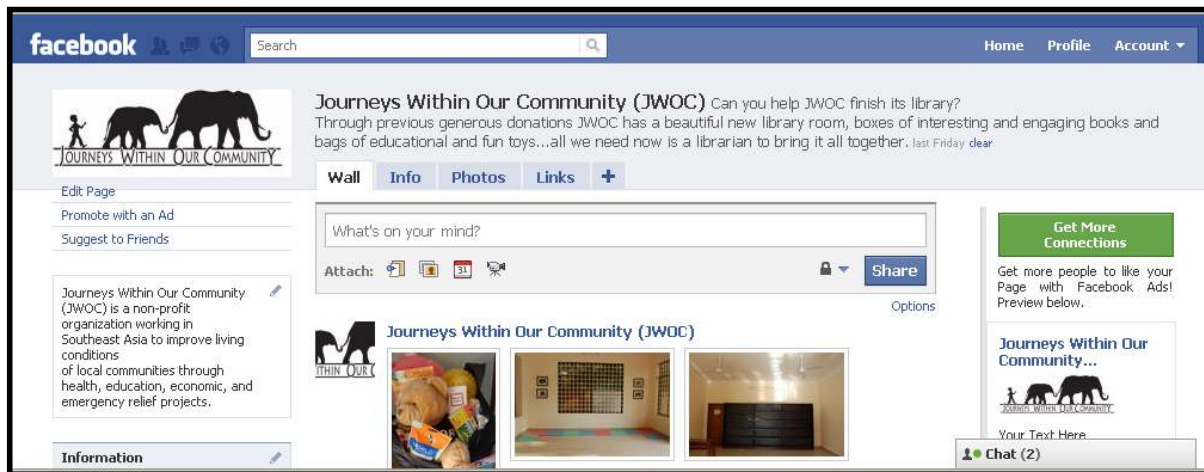 facebook
Search
Home Profile Account
JOURNEYS WITHIN OUR COMMUNITY
Edit Page
Promote with an Ad
Suggest to Friends
Journeys Within Our Community
(JWOC) is a non-profit
organization working in
Southeast Asia to improve living
conditions
of local communities through
health, education, economic, and
emergency relief projects.
Information
Journeys Within Our Community (JWOC) Can you help JWOC finish its library?
Through previous generous donations JWOC has a beautiful new library room, boxes of interesting and engaging books and
bags of educational and fun toys...all we need now is a librarian to bring it all together. last Friday clear
Wall Info Photos Links +
What's on your mind?
Attach: 31 Share
Options
THIN OUR C
Journeys Within Our Community (JWOC)
Get More
Connections
Get more people to like your
Page with Facebook Ads!
Preview below.
Journeys Within Our
Community...
JOURNEYS WITHIN OUR COMMUNITY
Your Text Here
Chat (2)